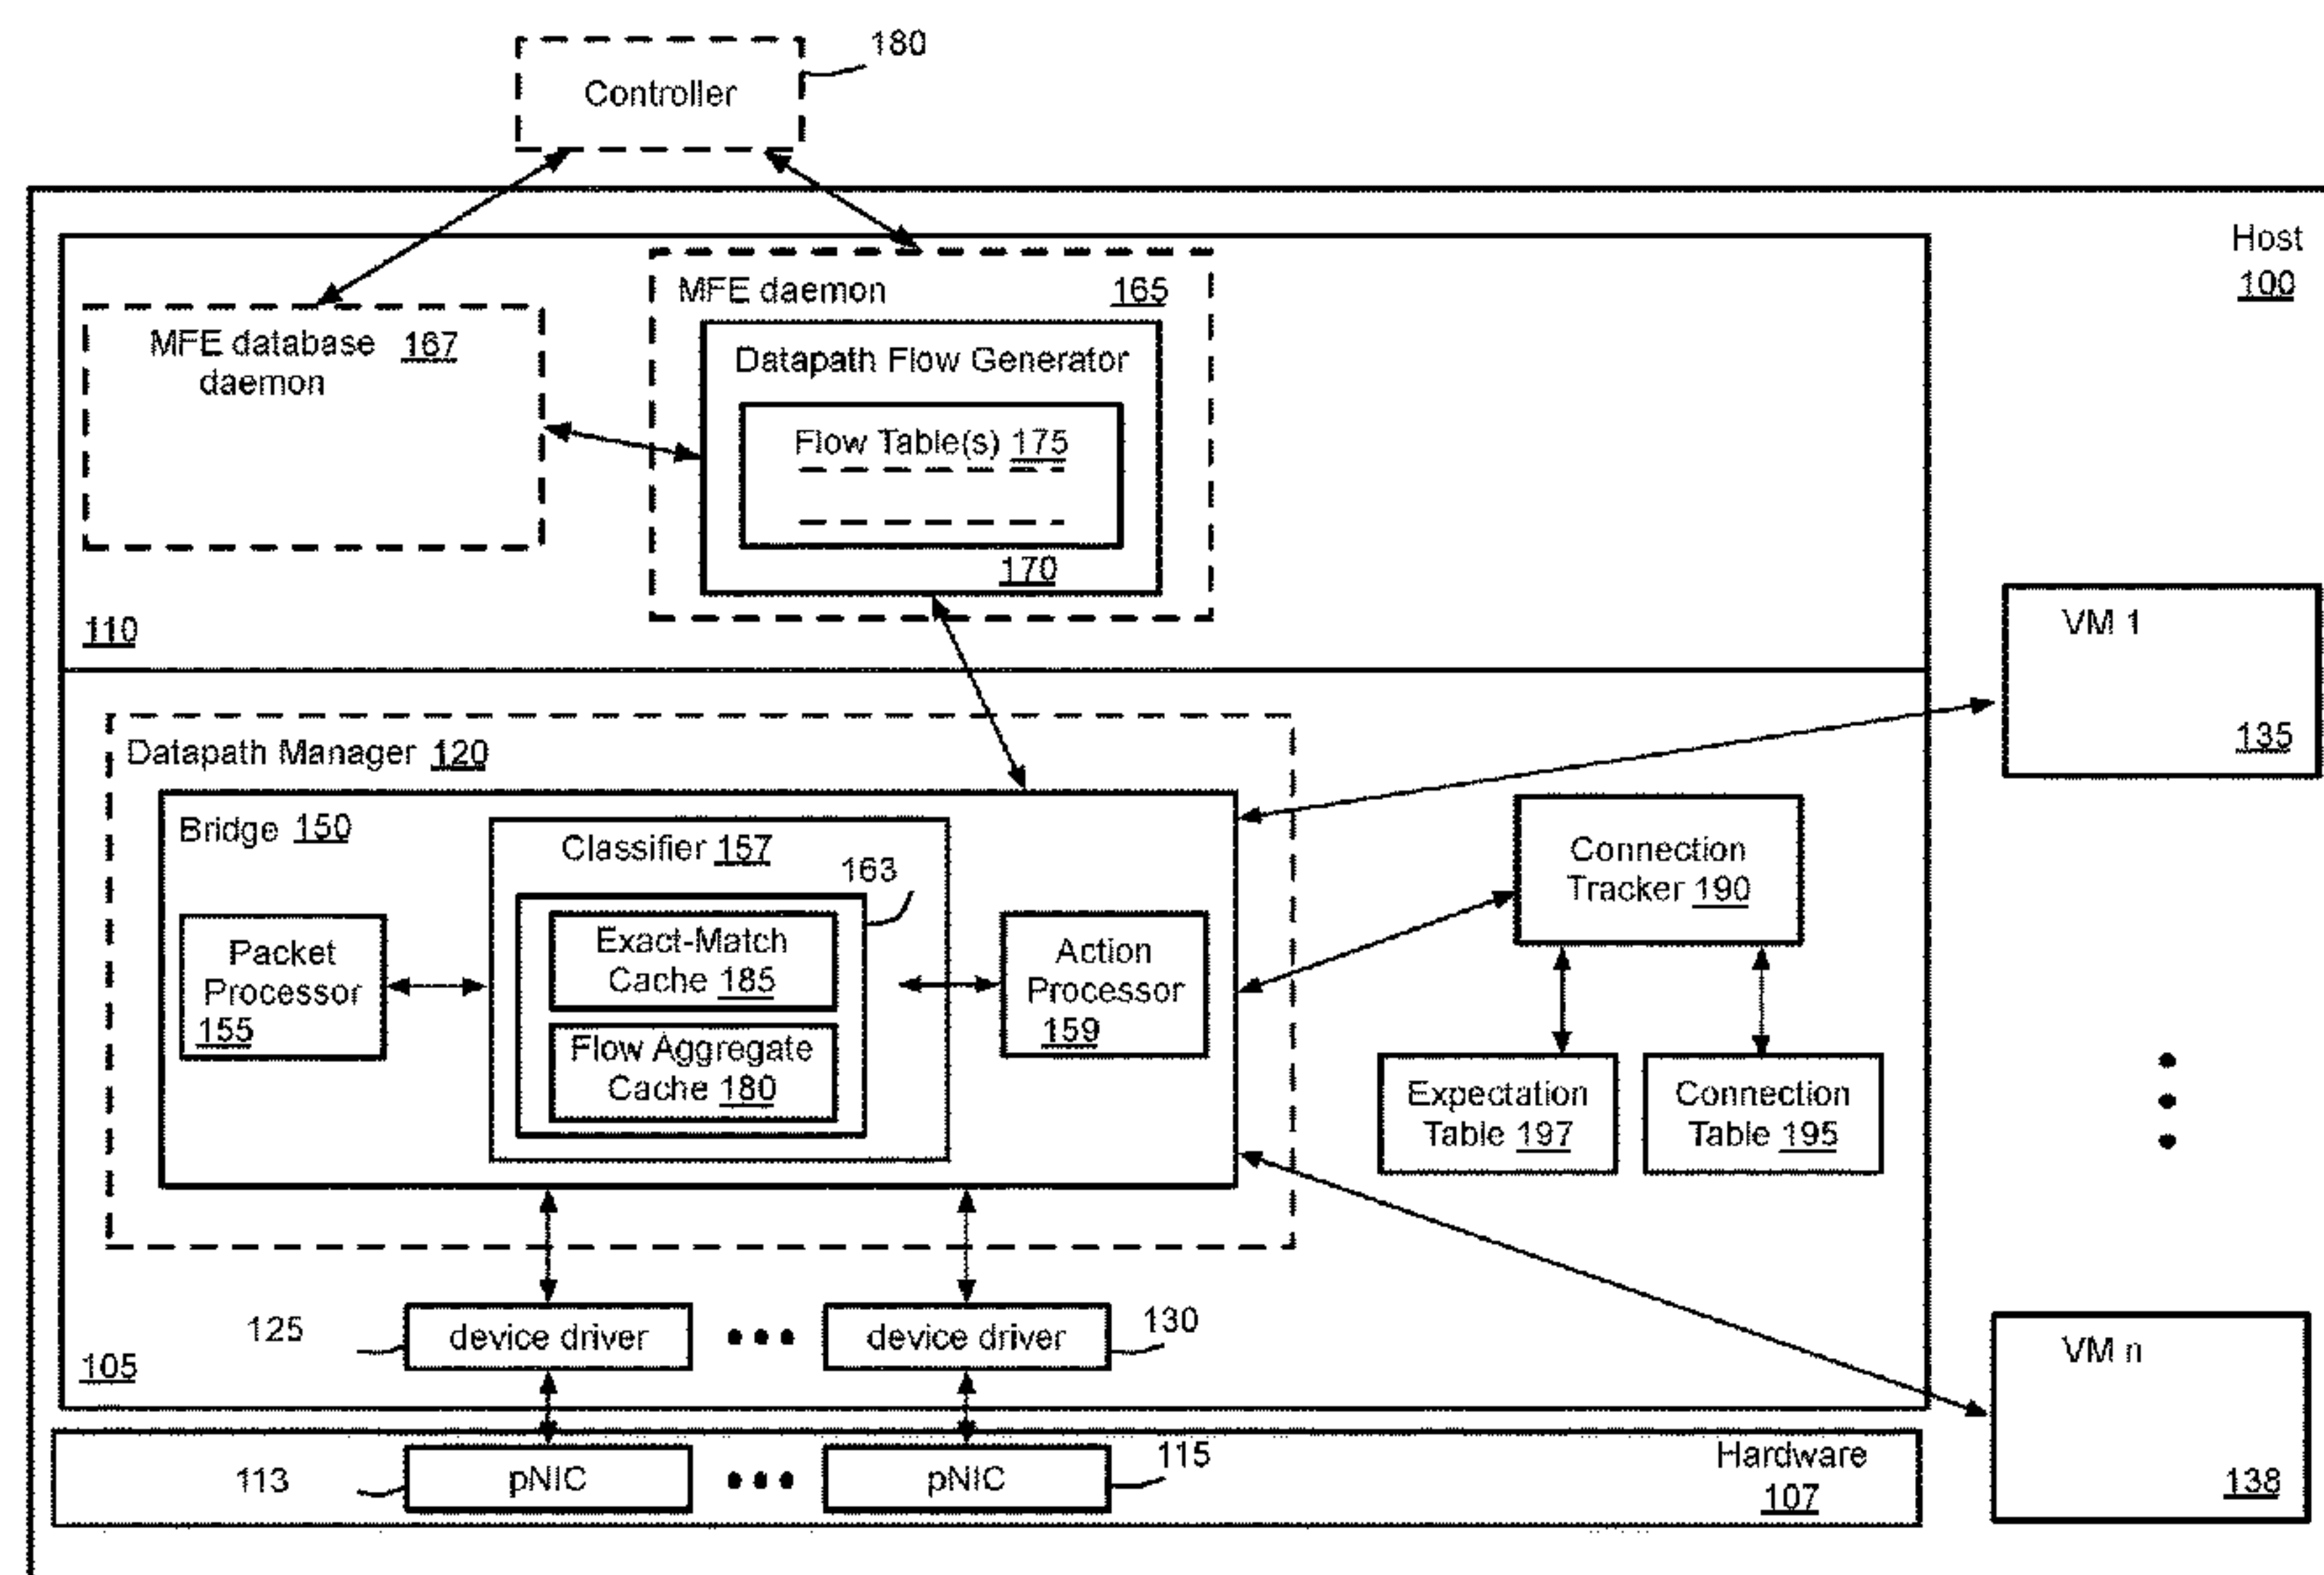 180
Controller
Host
100
MFE daemon 165
MFE database 167
daemon
Datapath Flow Generator
Flow Table(s) 175
170
110
VM 1
135
Datapath Manager 120
Bridge 150
Classifier 157
163
Connection
Tracker 190
Exact-Match
Cache 185
Packet
Processor
155
Action
Processor
159
Flow Aggregate
Cache 180
Expectation
Table 197
Connection
Table 195
125
device driver
device driver
130
105
VM n
138
113
pNIC
pNIC
115
Hardware
107